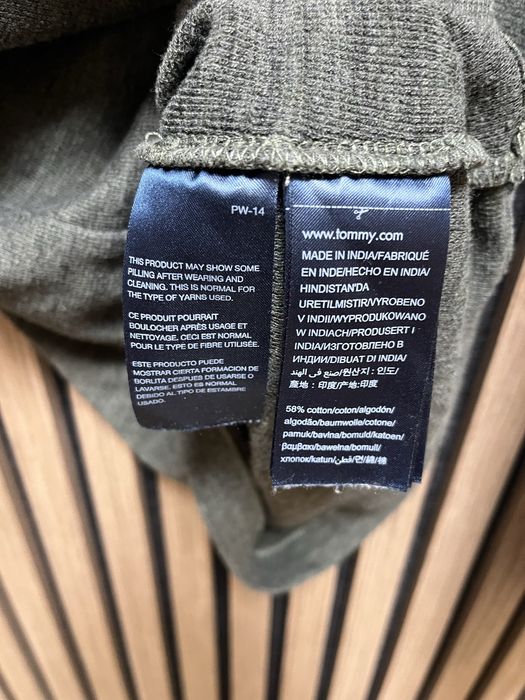 PW-14
THIS PRODUCT MAY SHOW SOME
PILLING AFTER WEARING AND
CLEANING. THIS IS NORMAL FOR
THE TYPE OF YARNS USED.
CE PRODUIT POURRAIT
BOULOCHER APRÈS USAGE ET
NETTOYAGE. CECI EST NORMAL
POUR LE TYPE DE FIBRE UTILISÉE.
ESTE PRODUCTO PUEDE
MOSTRAR CIERTA FORMACION DE
BORLITA DESPUES DE USARSE O
LAVARSE. ESTO ES NORMAL
DEBIDO AL TIPO DE ESTAMBRE
USADO.
www.tommy.com
MADE IN INDIA/FABRIQUÉ
EN INDE/HECHO EN INDIA/
HINDISTAN'DA
URETILMISTIR/VYROBENO
V INDII/WYPRODUKOWANO
W INDIACH/PRODUSERT I
INDIA/ИЗГОТОВЛЕНО В
ИНДИИ/DIBUAT DI INDIA/
صنع في الهند/원산지: 인도/
產地:印度/产地:印度
58% cotton/coton/algodón/
algodão/baumwolle/cotone/
pamuk/bavlna/bomuld/katoen/
βαμβακι/bawełna/bomull/
хлопок/katun/قطن/면/綿/棉